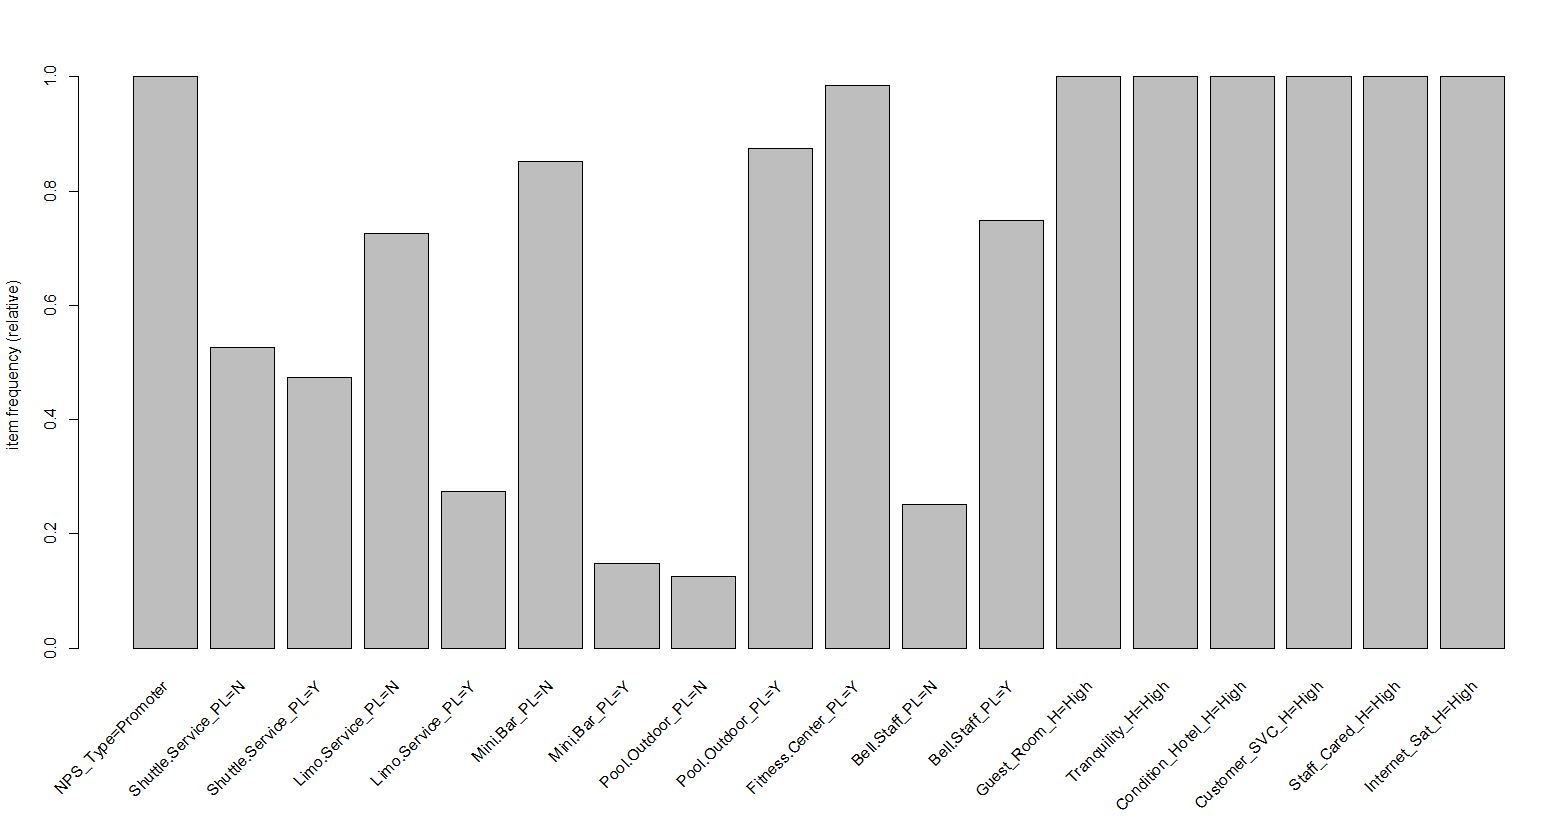 item frequency (relative)
1.0
0.8
0.6
0.4
0.2
0.0
NPS_Type=Promoter
Shuttle.Service_PL=N
Shuttle.Service_PL=Y
Limo.Service_PL=N
Limo.Service_PL=Y
Mini.Bar_PL=N
Mini.Bar_PL=Y
Pool.Outdoor_PL=N
Pool.Outdoor_PL=Y
Fitness.Center_PL=Y
Bell.Staff_PL=N
Bell.Staff_PL=Y
Guest_Room_H=High
Tranquility_H=High
Condition_Hotel_H=High
Customer_SVC_H=High
Staff_Cared_H=High
Internet_Sat_H=High